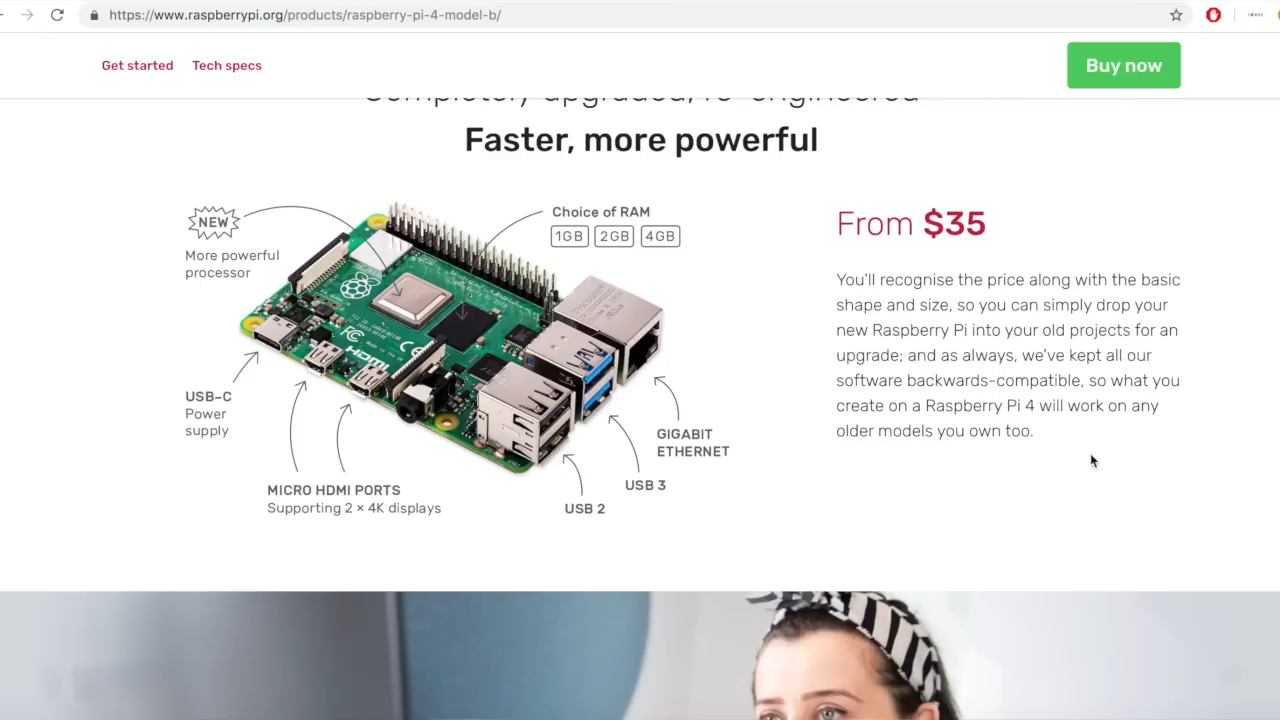 https://www.raspberrypi.org/products/raspberry-pi-4-model-b/
Get started
Tech specs
Buy now
Completely upgraded, re-engineered
Faster, more powerful
NEW
More powerful
processor
Choice of RAM
1GB
2GB
4GB
HDMI
USB-C
Power
supply
MICRO HDMI PORTS
Supporting 2 × 4K displays
USB 2
USB 3
GIGABIT
ETHERNET
From $35
You'll recognise the price along with the basic
shape and size, so you can simply drop your
new Raspberry Pi into your old projects for an
upgrade; and as always, we've kept all our
software backwards-compatible, so what you
create on a Raspberry Pi 4 will work on any
older models you own too.